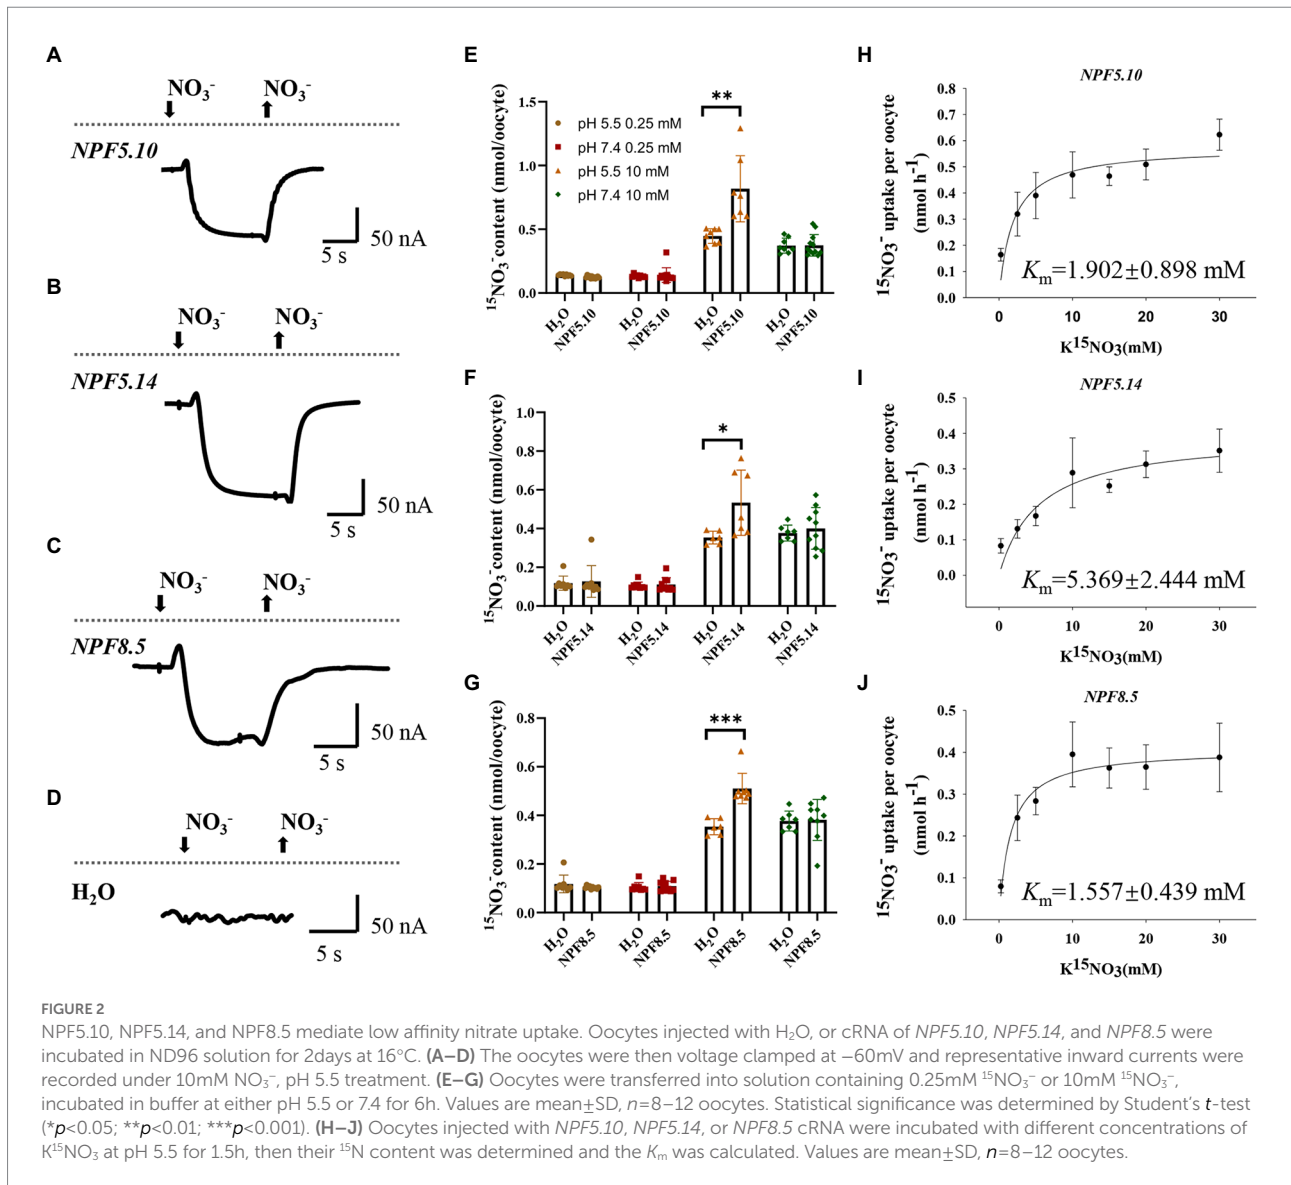 A
NO₃⁻ NO₃⁻
NPF5.10
50 nA
5 s
B
NO₃⁻ NO₃⁻
NPF5.14
50 nA
5 s
C
NO₃⁻ NO₃⁻
NPF8.5
50 nA
5 s
D
NO₃⁻ NO₃⁻
H₂O
50 nA
5 s
E
¹⁵NO₃⁻ content (nmol/oocyte)
1.5
1.0
0.5
0.0
pH 5.5 0.25 mM
pH 7.4 0.25 mM
pH 5.5 10 mM
pH 7.4 10 mM
**
H₂O NPF5.10 H₂O NPF5.10 H₂O NPF5.10 H₂O NPF5.10
F
¹⁵NO₃⁻ content (nmol/oocyte)
1.0
0.8
0.6
0.4
0.2
0.0
*
H₂O NPF5.14 H₂O NPF5.14 H₂O NPF5.14 H₂O NPF5.14
G
¹⁵NO₃⁻ content (nmol/oocyte)
0.8
0.6
0.4
0.2
0.0
***
H₂O NPF8.5 H₂O NPF8.5 H₂O NPF8.5 H₂O NPF8.5
H
NPF5.10
¹⁵NO₃⁻ uptake per oocyte
(nmol h⁻¹)
0.8
0.7
0.6
0.5
0.4
0.3
0.2
0.1
0.0
Kₘ=1.902±0.898 mM
0 10 20 30
K¹⁵NO₃(mM)
I
NPF5.14
¹⁵NO₃⁻ uptake per oocyte
(nmol h⁻¹)
0.5
0.4
0.3
0.2
0.1
0.0
Kₘ=5.369±2.444 mM
0 10 20 30
K¹⁵NO₃(mM)
J
NPF8.5
¹⁵NO₃⁻ uptake per oocyte
(nmol h⁻¹)
0.5
0.4
0.3
0.2
0.1
0.0
Kₘ=1.557±0.439 mM
0 10 20 30
K¹⁵NO₃(mM)
FIGURE 2
NPF5.10, NPF5.14, and NPF8.5 mediate low affinity nitrate uptake. Oocytes injected with H₂O, or cRNA of NPF5.10, NPF5.14, and NPF8.5 were
incubated in ND96 solution for 2days at 16°C. (A–D) The oocytes were then voltage clamped at −60mV and representative inward currents were
recorded under 10mM NO₃⁻, pH 5.5 treatment. (E–G) Oocytes were transferred into solution containing 0.25mM ¹⁵NO₃⁻ or 10mM ¹⁵NO₃⁻,
incubated in buffer at either pH 5.5 or 7.4 for 6h. Values are mean±SD, n=8–12 oocytes. Statistical significance was determined by Student's t-test
(*p<0.05; **p<0.01; ***p<0.001). (H–J) Oocytes injected with NPF5.10, NPF5.14, or NPF8.5 cRNA were incubated with different concentrations of
K¹⁵NO₃ at pH 5.5 for 1.5h, then their ¹⁵N content was determined and the Kₘ was calculated. Values are mean±SD, n=8–12 oocytes.